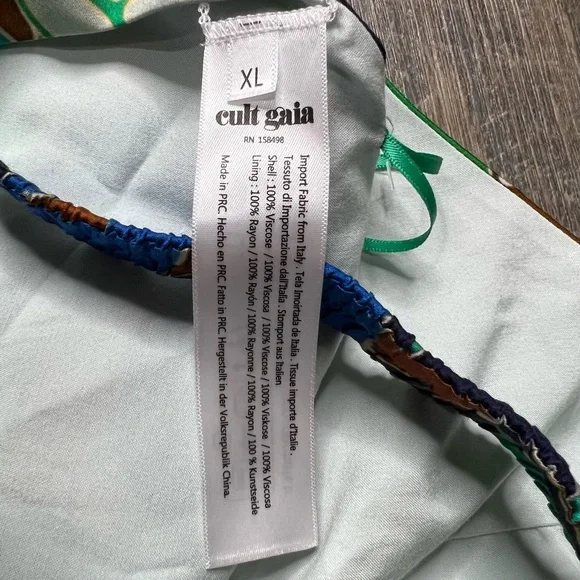 XL
cult gaia
RN 158498
Import Fabric from Italy . Tela Imoirtada de Italia . Tissue importe d'Italie .
Tessuto di Importazione dall'Italia . Stomport aus Italien
Shell : 100% Viscose / 100% Viscosa / 100% Viscose / 100% Viskose / 100% Viscosa
Lining : 100% Rayon / 100% Rayón / 100% Rayonne / 100% Rayon / 100 % Kunstseide
Made in PRC. Hecho en PRC. Fatto in PRC. Hergestellt in der Volksrepublik China.